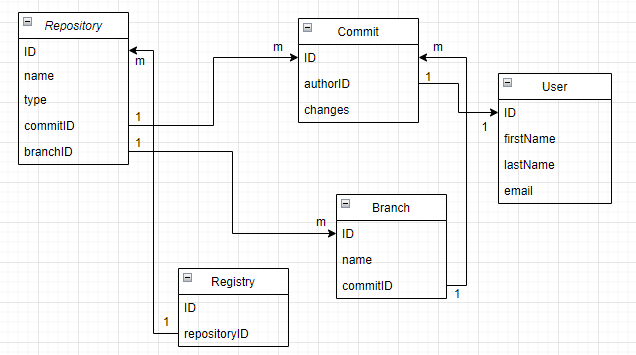 Repository
ID
name
type
commitID
branchID
m
1
1
m
Commit
ID
authorID
changes
m
1
1
User
ID
firstName
lastName
email
m
Branch
ID
name
commitID
1
Registry
ID
repositoryID
1